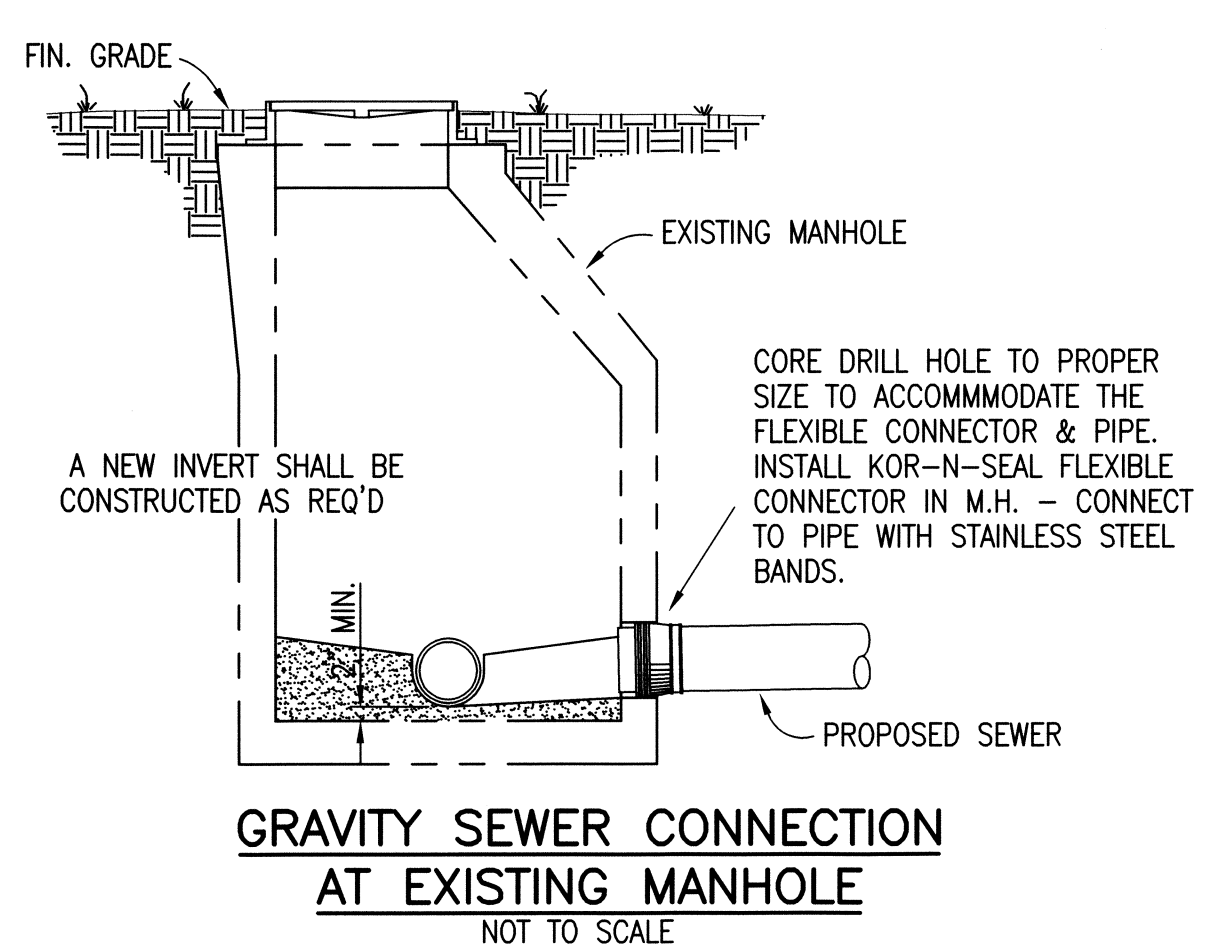 FIN. GRADE
EXISTING MANHOLE
CORE DRILL HOLE TO PROPER
SIZE TO ACCOMMMODATE THE
FLEXIBLE CONNECTOR & PIPE.
INSTALL KOR-N-SEAL FLEXIBLE
CONNECTOR IN M.H. - CONNECT
TO PIPE WITH STAINLESS STEEL
BANDS.
A NEW INVERT SHALL BE
CONSTRUCTED AS REQ'D
2 MIN.
PROPOSED SEWER
GRAVITY SEWER CONNECTION
AT EXISTING MANHOLE
NOT TO SCALE